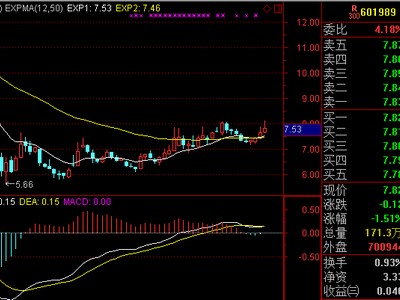 ) EXPMA(12,50) EXP1: 7.53 EXP2: 7.46
12.00
11.00
10.00
9.00
8.00
7.53
7.00
6.00
5.66
0.15 DEA: 0.15 MACD: 0.00
0.50
0.00
0.50
R
300
601989
委比 4.18%
卖五 7.8
卖四 7.8
卖三 7.8
卖二 7.8
卖一 7.8
买一 7.8
买二 7.8
买三 7.8
买四 7.7
买五 7.7
现价 7.8
涨跌 -0.1
涨幅 -1.51%
总量 171.3万
外盘 70094
换手 0.93%
净资 3.3
收益㈢ 0.04